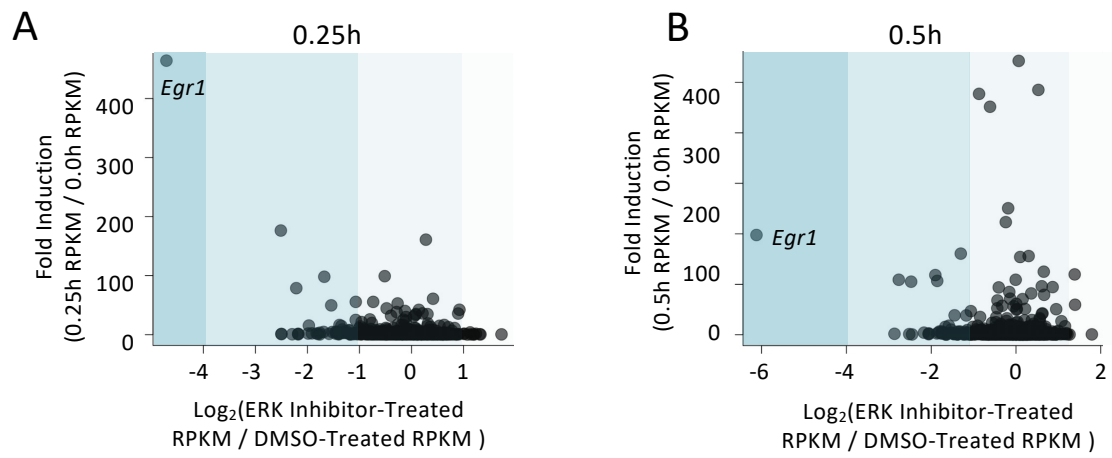 A
0.25h
Fold Induction
(0.25h RPKM / 0.0h RPKM)
400
300
200
100
0
Egr1
-4
-3
-2
-1
0
1
Log₂(ERK Inhibitor-Treated
RPKM / DMSO-Treated RPKM )
B
0.5h
Fold Induction
(0.5h RPKM / 0.0h RPKM)
400
300
200
100
0
Egr1
-6
-4
-2
0
2
Log₂(ERK Inhibitor-Treated
RPKM / DMSO-Treated RPKM )